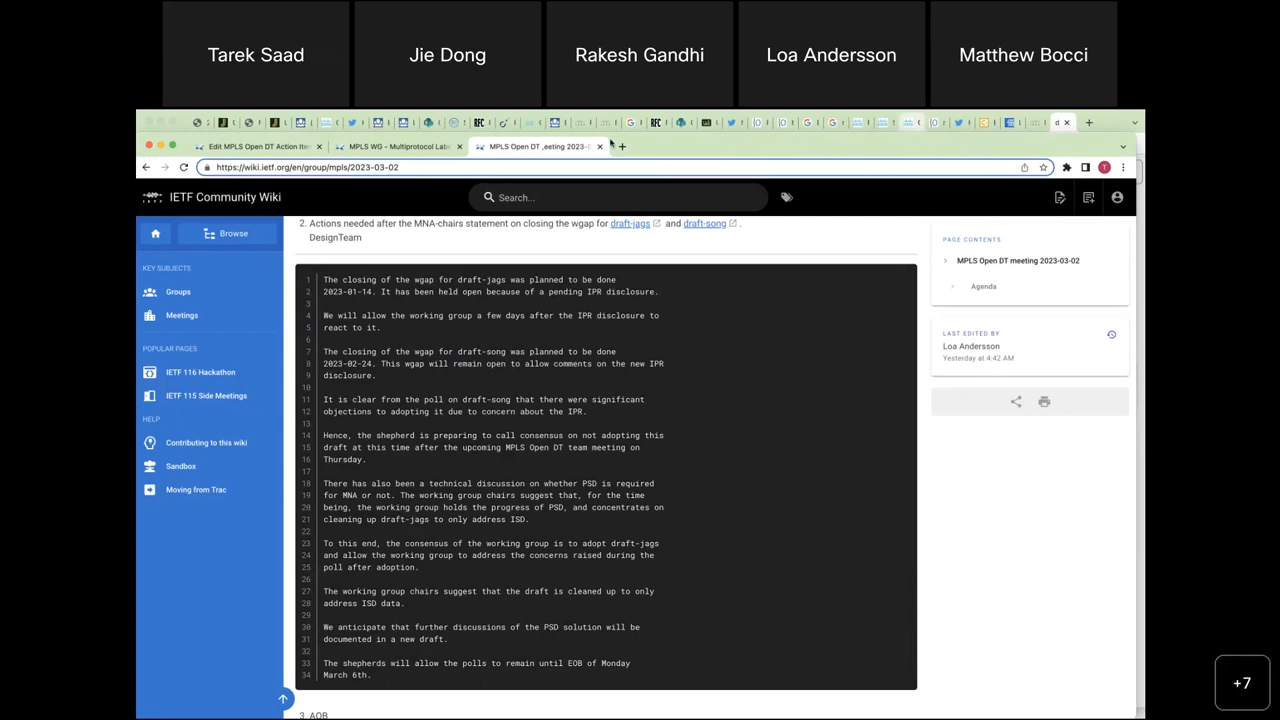 Tarek Saad
Jie Dong
Rakesh Gandhi
Loa Andersson
Matthew Bocci
Edit MPLS Open DT Action Iten
MPLS WG - Multiprotocol Labe
MPLS Open DT ,eeting 2023-0
https://wiki.ietf.org/en/group/mpls/2023-03-02
IETF Community Wiki
Search...
Browse
KEY SUBJECTS
Groups
Meetings
POPULAR PAGES
IETF 116 Hackathon
IETF 115 Side Meetings
HELP
Contributing to this wiki
Sandbox
Moving from Trac
2. Actions needed after the MNA-chairs statement on closing the wgap for draft-jags and draft-song .
DesignTeam
1 The closing of the wgap for draft-jags was planned to be done
2 2023-01-14. It has been held open because of a pending IPR disclosure.
3
4 We will allow the working group a few days after the IPR disclosure to
5 react to it.
6
7 The closing of the wgap for draft-song was planned to be done
8 2023-02-24. This wgap will remain open to allow comments on the new IPR
9 disclosure.
10
11 It is clear from the poll on draft-song that there were significant
12 objections to adopting it due to concern about the IPR.
13
14 Hence, the shepherd is preparing to call consensus on not adopting this
15 draft at this time after the upcoming MPLS Open DT team meeting on
16 Thursday.
17
18 There has also been a technical discussion on whether PSD is required
19 for MNA or not. The working group chairs suggest that, for the time
20 being, the working group holds the progress of PSD, and concentrates on
21 cleaning up draft-jags to only address ISD.
22
23 To this end, the consensus of the working group is to adopt draft-jags
24 and allow the working group to address the concerns raised during the
25 poll after adoption.
26
27 The working group chairs suggest that the draft is cleaned up to only
28 address ISD data.
29
30 We anticipate that further discussions of the PSD solution will be
31 documented in a new draft.
32
33 The shepherds will allow the polls to remain until EOB of Monday
34 March 6th.
3. AOB
PAGE CONTENTS
MPLS Open DT meeting 2023-03-02
Agenda
LAST EDITED BY
Loa Andersson
Yesterday at 4:42 AM
+7